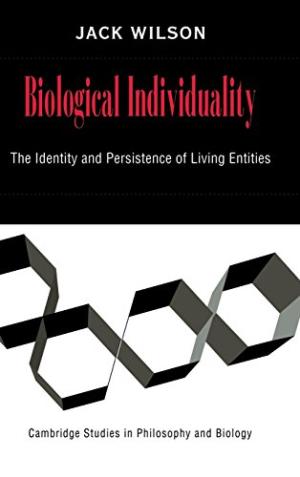 JACK WILSON
Biological Individuality
The Identity and Persistence of Living Entities
Cambridge Studies in Philosophy and Biology